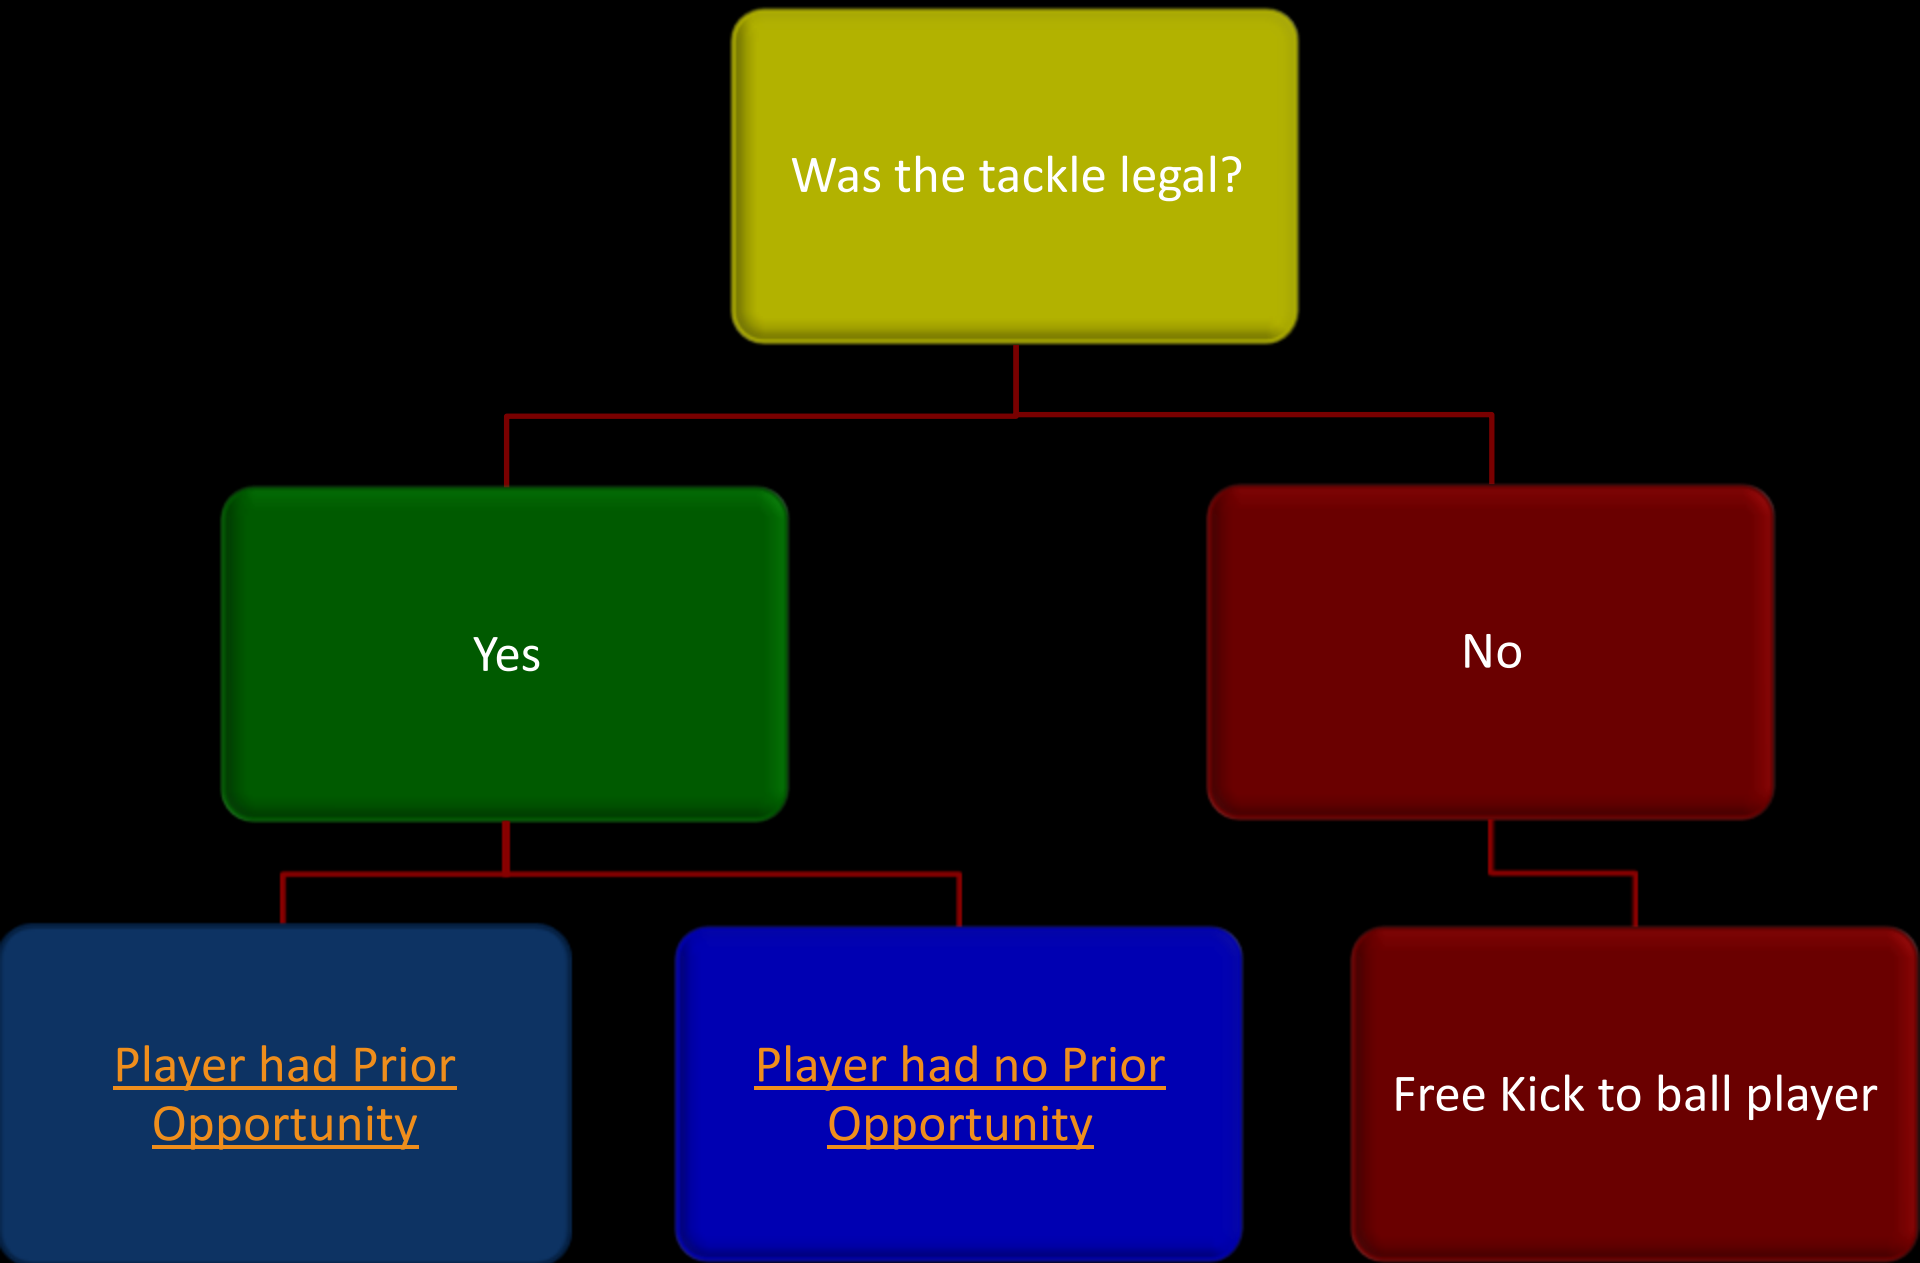 Was the tackle legal?
Yes
No
Player had Prior
Opportunity
Player had no Prior
Opportunity
Free Kick to ball player